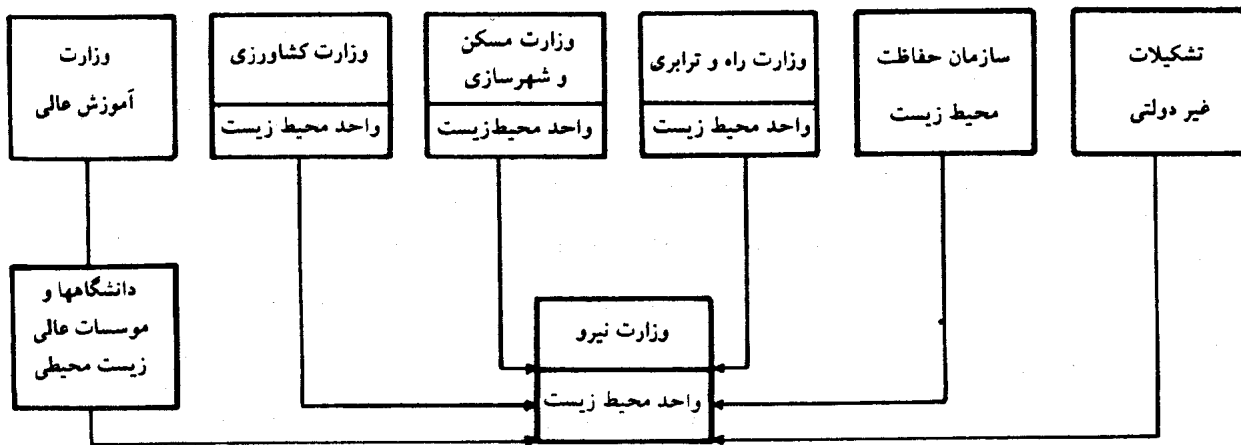 تشکیلات
غیر دولتی
سازمان حفاظت
محیط زیست
وزارت راه و ترابری
واحد محیط زیست
وزارت مسکن
و شهرسازی
واحد محیط‌زیست
وزارت کشاورزی
واحد محیط زیست
وزارت
آموزش عالی
دانشگاهها و
موسسات عالی
زیست محیطی
وزارت نیرو
واحد محیط زیست